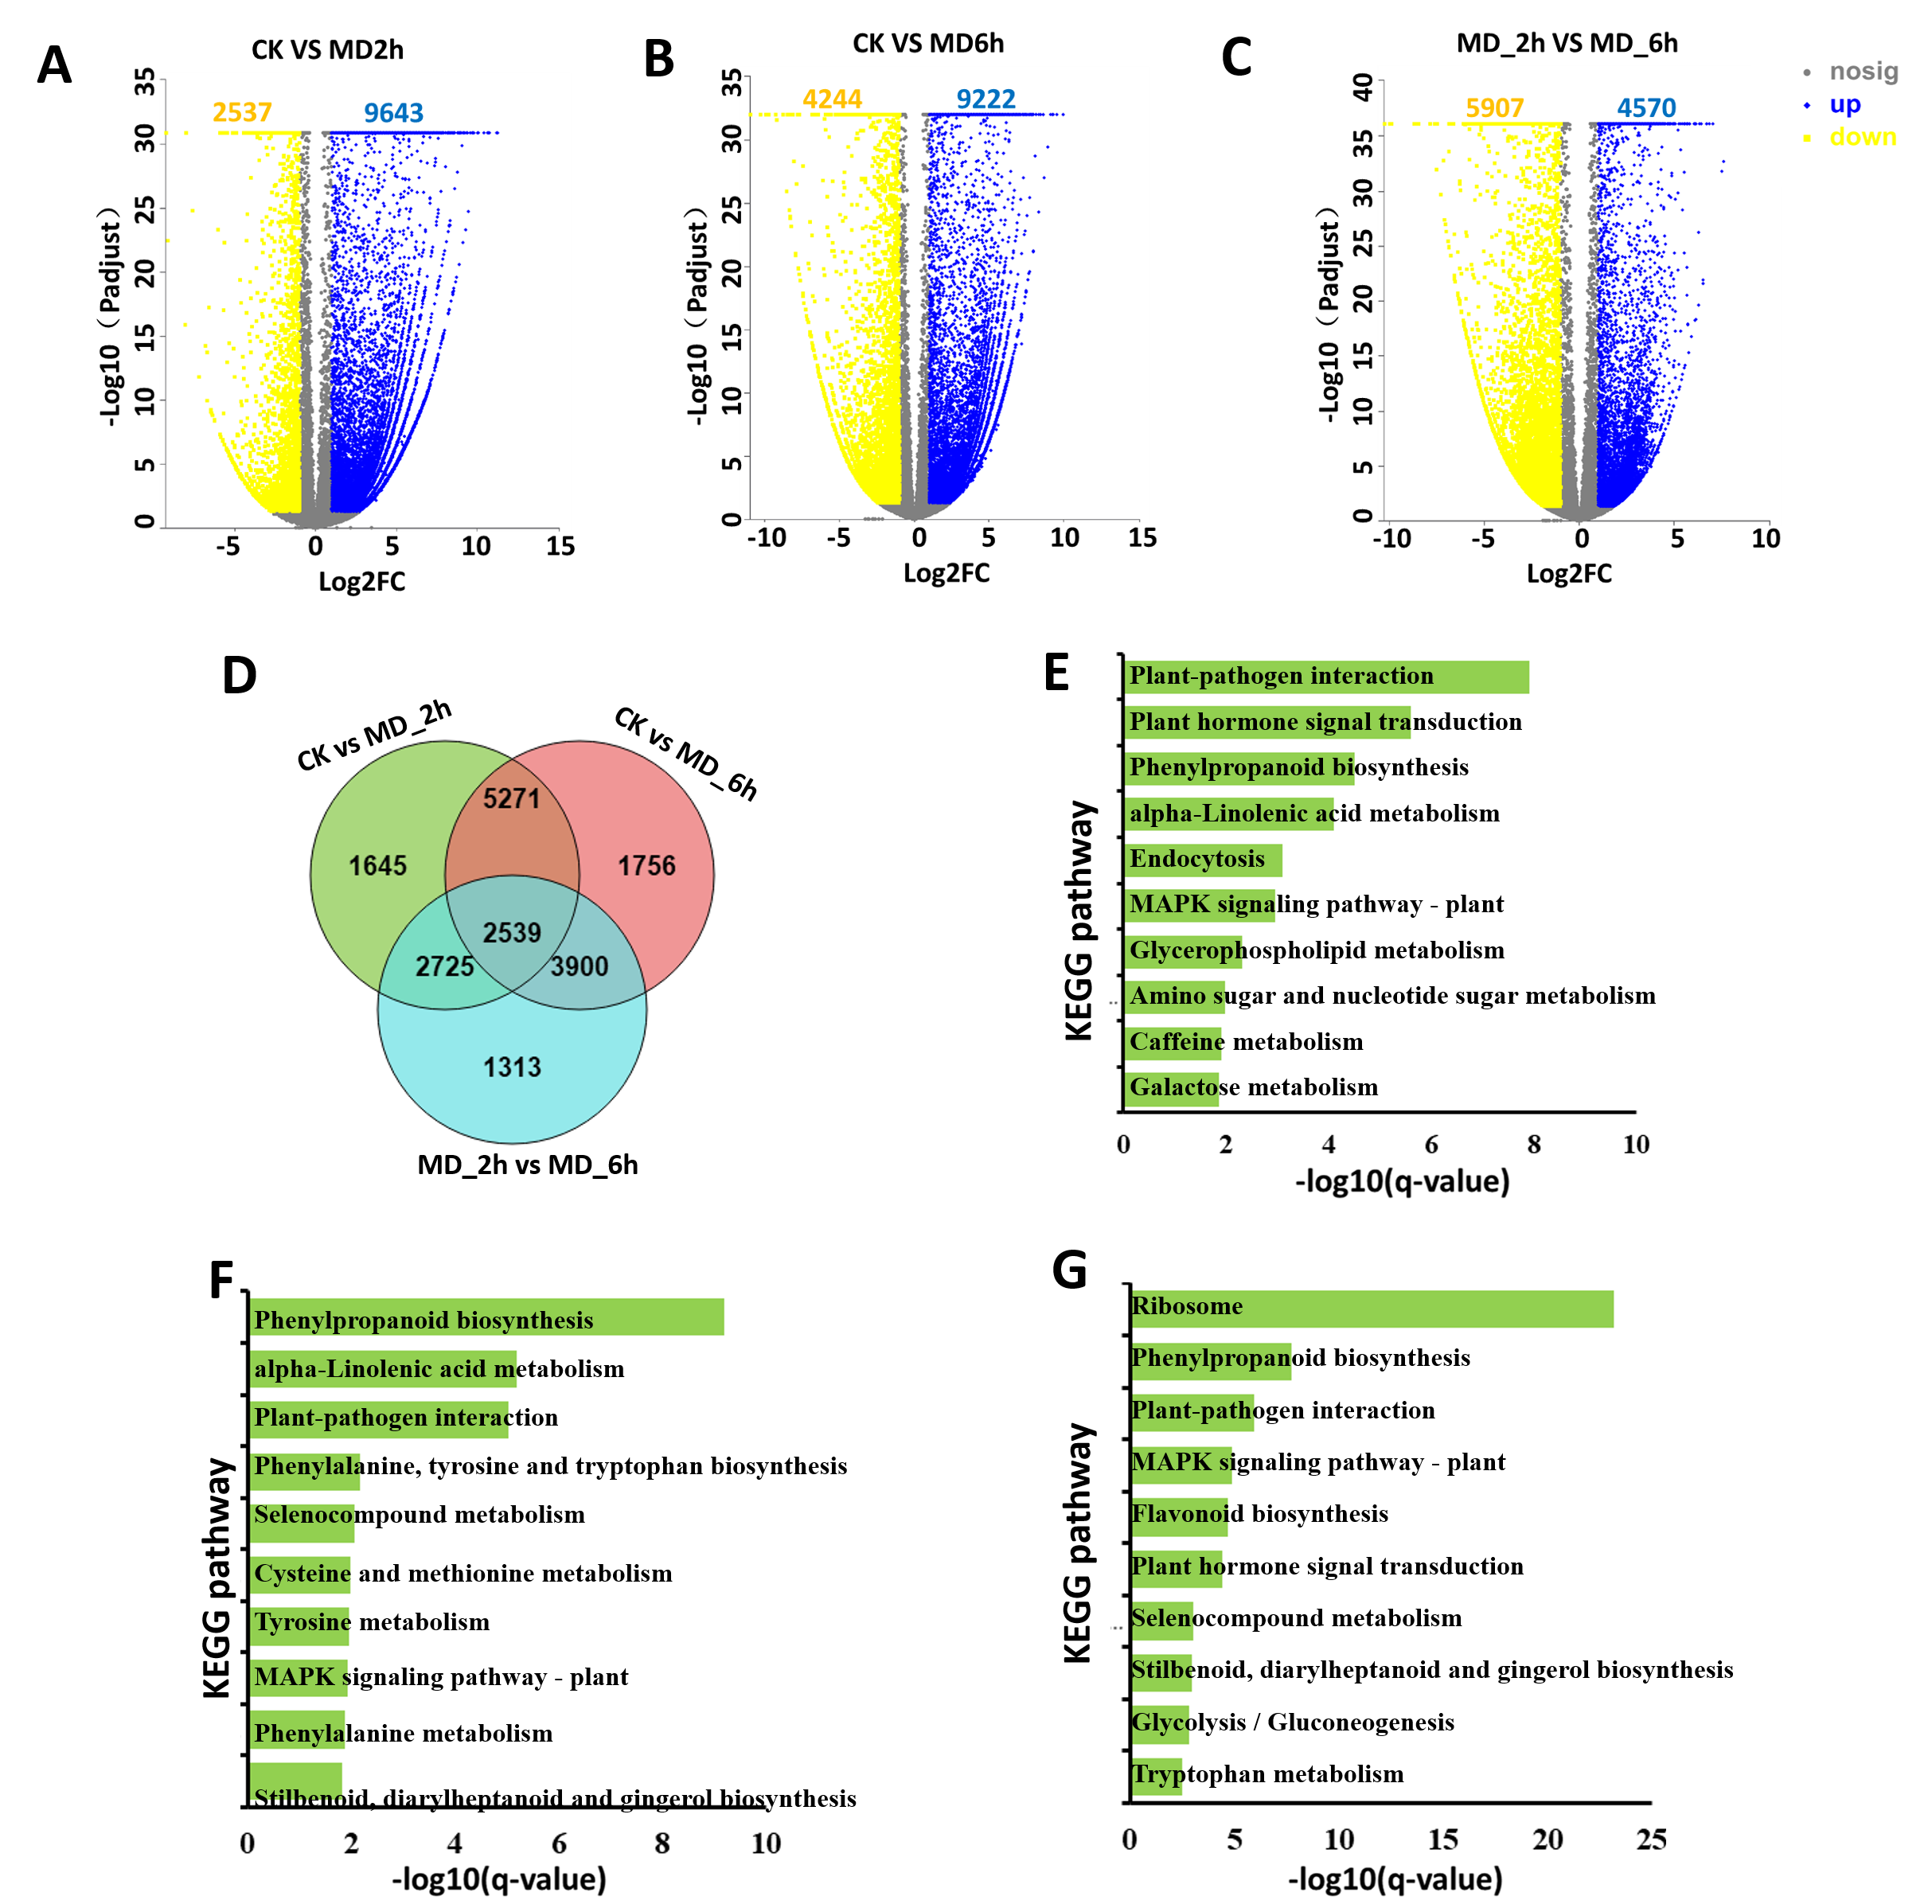 A
CK VS MD2h
2537
9643
-Log10（Padjust）
35
30
25
20
15
10
5
0
-5
0
5
10
15
Log2FC
B
CK VS MD6h
4244
9222
-Log10（Padjust）
35
30
25
20
15
10
5
0
-10
-5
0
5
10
15
Log2FC
C
MD_2h VS MD_6h
5907
4570
-Log10（Padjust）
40
35
30
25
20
15
10
5
0
-10
-5
0
5
10
Log2FC
nosig
up
down
D
CK vs MD_2h
CK vs MD_6h
5271
1645
1756
2539
2725
3900
1313
MD_2h vs MD_6h
E
KEGG pathway
Plant-pathogen interaction
Plant hormone signal transduction
Phenylpropanoid biosynthesis
alpha-Linolenic acid metabolism
Endocytosis
MAPK signaling pathway - plant
Glycerophospholipid metabolism
Amino sugar and nucleotide sugar metabolism
Caffeine metabolism
Galactose metabolism
0 2 4 6 8 10
-log10(q-value)
F
KEGG pathway
Phenylpropanoid biosynthesis
alpha-Linolenic acid metabolism
Plant-pathogen interaction
Phenylalanine, tyrosine and tryptophan biosynthesis
Selenocompound metabolism
Cysteine and methionine metabolism
Tyrosine metabolism
MAPK signaling pathway - plant
Phenylalanine metabolism
Stilbenoid, diarylheptanoid and gingerol biosynthesis
0 2 4 6 8 10
-log10(q-value)
G
KEGG pathway
Ribosome
Phenylpropanoid biosynthesis
Plant-pathogen interaction
MAPK signaling pathway - plant
Flavonoid biosynthesis
Plant hormone signal transduction
Selenocompound metabolism
Stilbenoid, diarylheptanoid and gingerol biosynthesis
Glycolysis / Gluconeogenesis
Tryptophan metabolism
0 5 10 15 20 25
-log10(q-value)